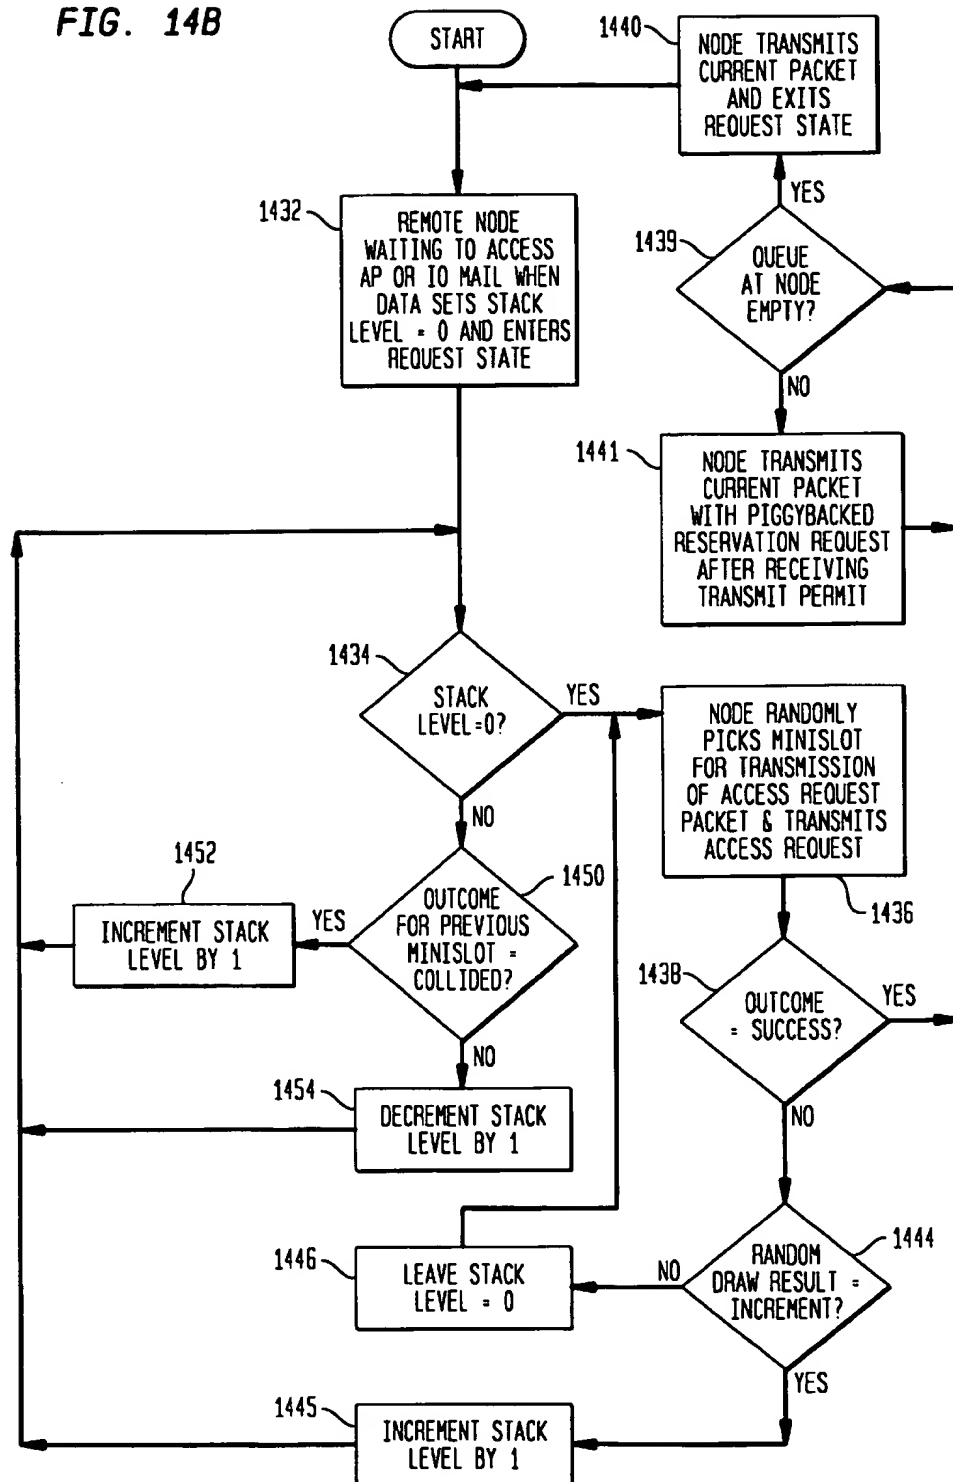 FIG. 14B
START
1440
NODE TRANSMITS
CURRENT PACKET
AND EXITS
REQUEST STATE
YES
1432
REMOTE NODE
WAITING TO ACCESS
AP OR IO MAIL WHEN
DATA SETS STACK
LEVEL = 0 AND ENTERS
REQUEST STATE
1439
QUEUE
AT NODE
EMPTY?
NO
1441
NODE TRANSMITS
CURRENT PACKET
WITH PIGGYBACKED
RESERVATION REQUEST
AFTER RECEIVING
TRANSMIT PERMIT
1434
STACK
LEVEL=0?
YES
NO
NODE RANDOMLY
PICKS MINISLOT
FOR TRANSMISSION
OF ACCESS REQUEST
PACKET & TRANSMITS
ACCESS REQUEST
1436
1452
INCREMENT STACK
LEVEL BY 1
YES
1450
OUTCOME
FOR PREVIOUS
MINISLOT =
COLLIDED?
NO
1438
OUTCOME
= SUCCESS?
YES
NO
1454
DECREMENT STACK
LEVEL BY 1
1446
LEAVE STACK
LEVEL = 0
NO
1444
RANDOM
DRAW RESULT =
INCREMENT?
YES
1445
INCREMENT STACK
LEVEL BY 1